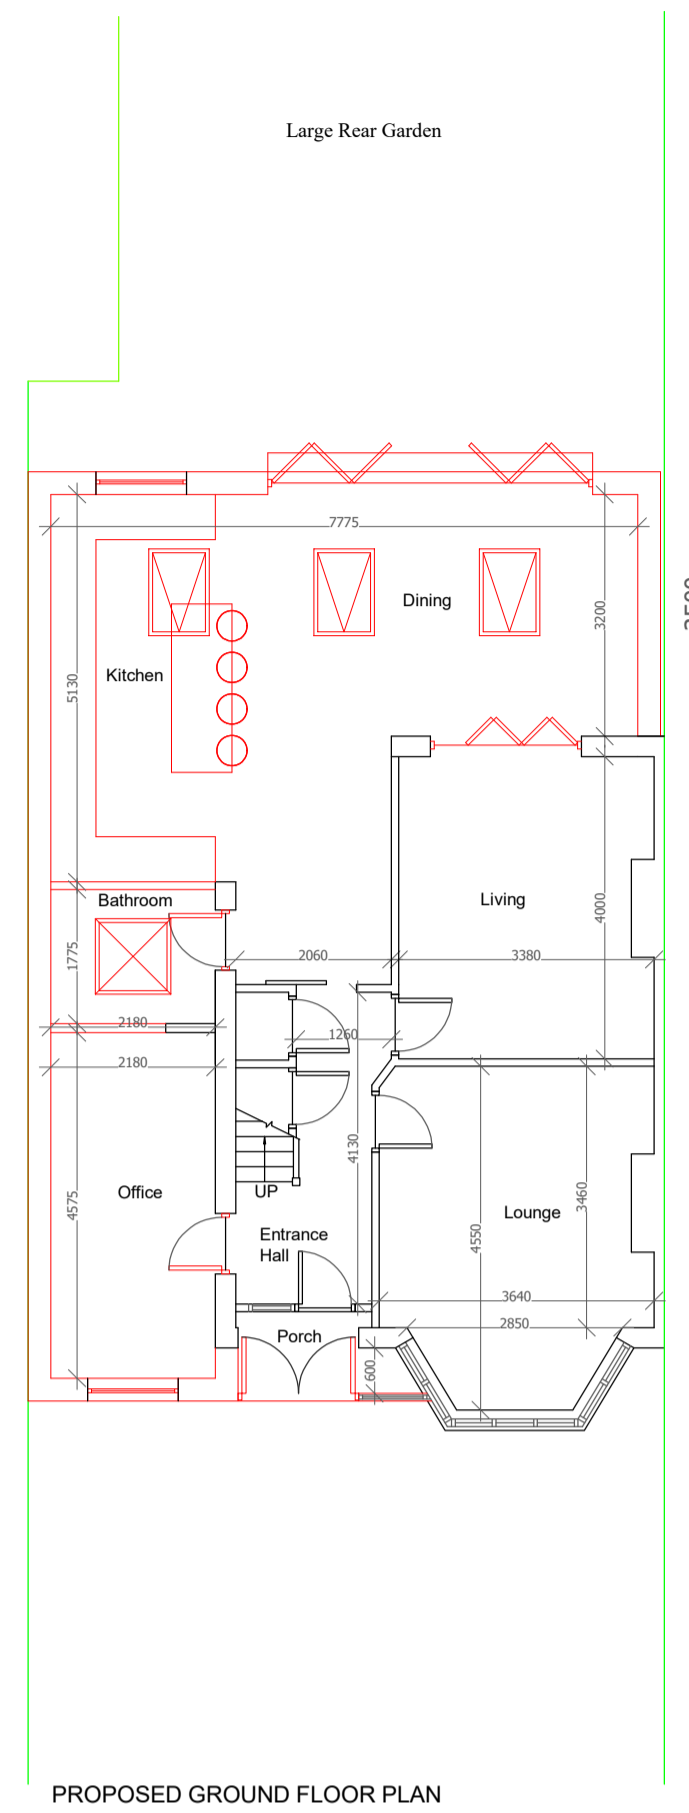 Large Rear Garden
7775
Dining
3200
Kitchen
5130
Bathroom
Living
4000
1775
2060
3380
2180
1260
2180
4130
Office
UP
Lounge
3460
4575
4550
Entrance
Hall
3640
2850
Porch
600
PROPOSED GROUND FLOOR PLAN